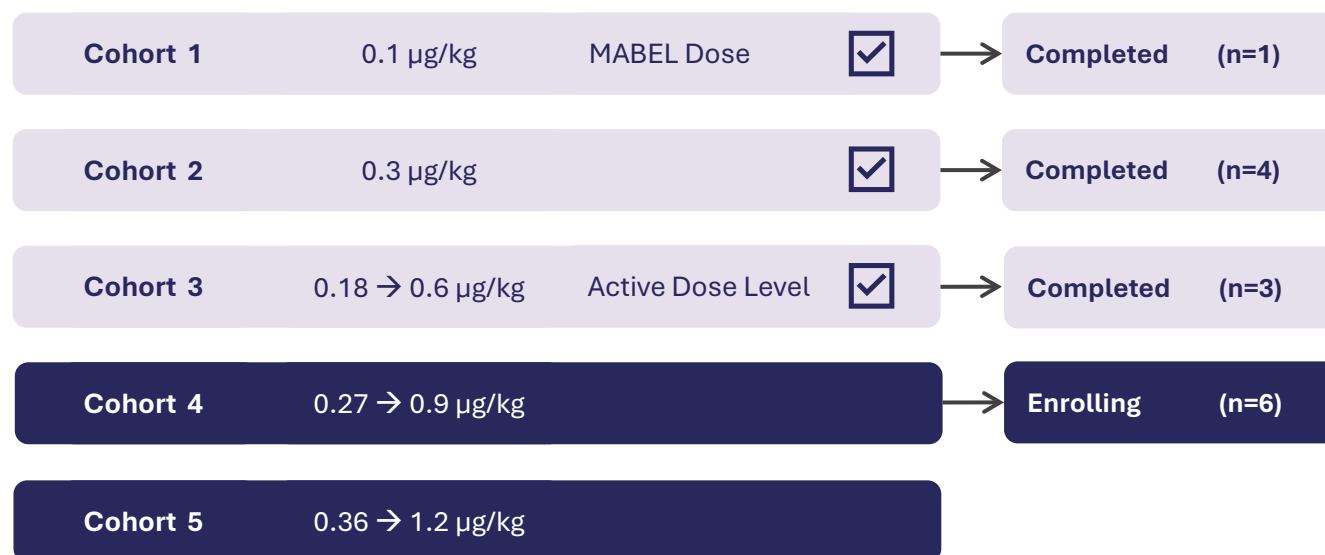 Cohort 1 0.1 µg/kg MABEL Dose Completed (n=1)
Cohort 2 0.3 µg/kg Completed (n=4)
Cohort 3 0.18 → 0.6 µg/kg Active Dose Level Completed (n=3)
Cohort 4 0.27 → 0.9 µg/kg Enrolling (n=6)
Cohort 5 0.36 → 1.2 µg/kg